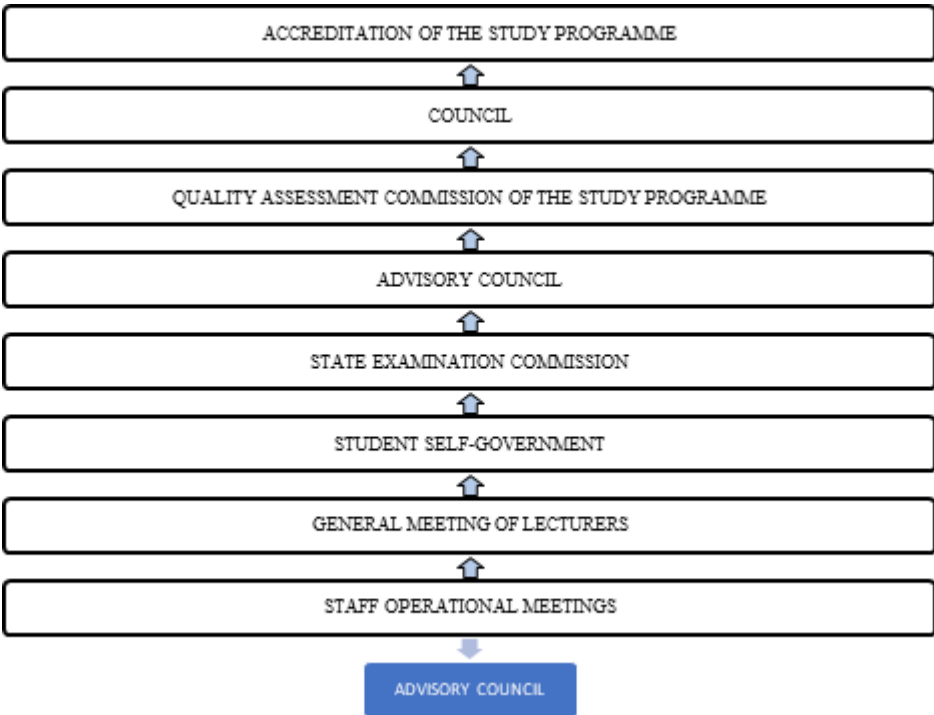 ACCREDITATION OF THE STUDY PROGRAMME
COUNCIL
QUALITY ASSESSMENT COMMISSION OF THE STUDY PROGRAMME
ADVISORY COUNCIL
STATE EXAMINATION COMMISSION
STUDENT SELF-GOVERNMENT
GENERAL MEETING OF LECTURERS
STAFF OPERATIONAL MEETINGS
ADVISORY COUNCIL